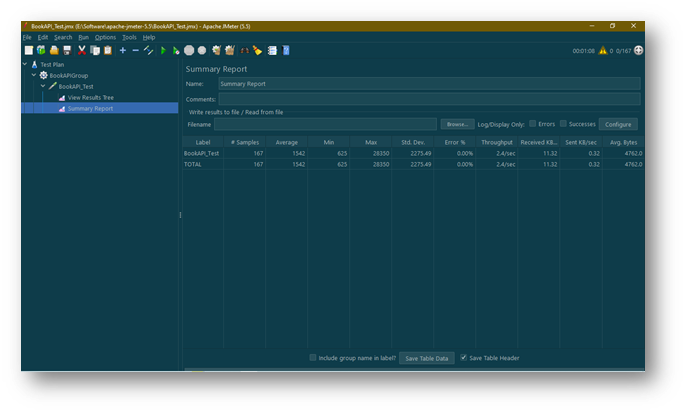 BookAPI_Test.jmx (E:\Software\apache-jmeter-5.5\BookAPI_Test.jmx) - Apache JMeter (5.5)
File Edit Search Run Options Tools Help
00:01:08 0 0/167
Test Plan
BookAPIGroup
BookAPI_Test
View Results Tree
Summary Report
Summary Report
Name: Summary Report
Comments:
Write results to file / Read from file
Filename Browse... Log/Display Only: Errors Successes Configure
Label # Samples Average Min Max Std. Dev. Error % Throughput Received KB... Sent KB/sec Avg. Bytes
BookAPI_Test 167 1542 625 28350 2275.49 0.00% 2.4/sec 11.32 0.32 4762.0
TOTAL 167 1542 625 28350 2275.49 0.00% 2.4/sec 11.32 0.32 4762.0
Include group name in label? Save Table Data Save Table Header